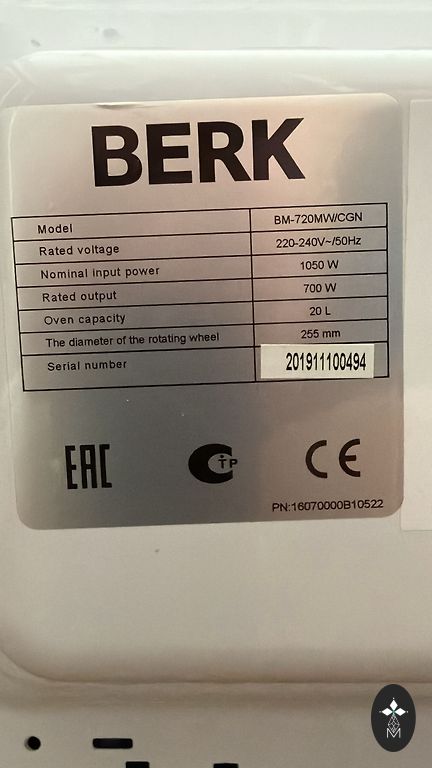 BERK
Model BM-720MW/CGN
Rated voltage 220-240V~/50Hz
Nominal input power 1050 W
Rated output 700 W
Oven capacity 20 L
The diameter of the rotating wheel 255 mm
Serial number 201911100494
EAC CTP CE
PN:16070000B10522
M